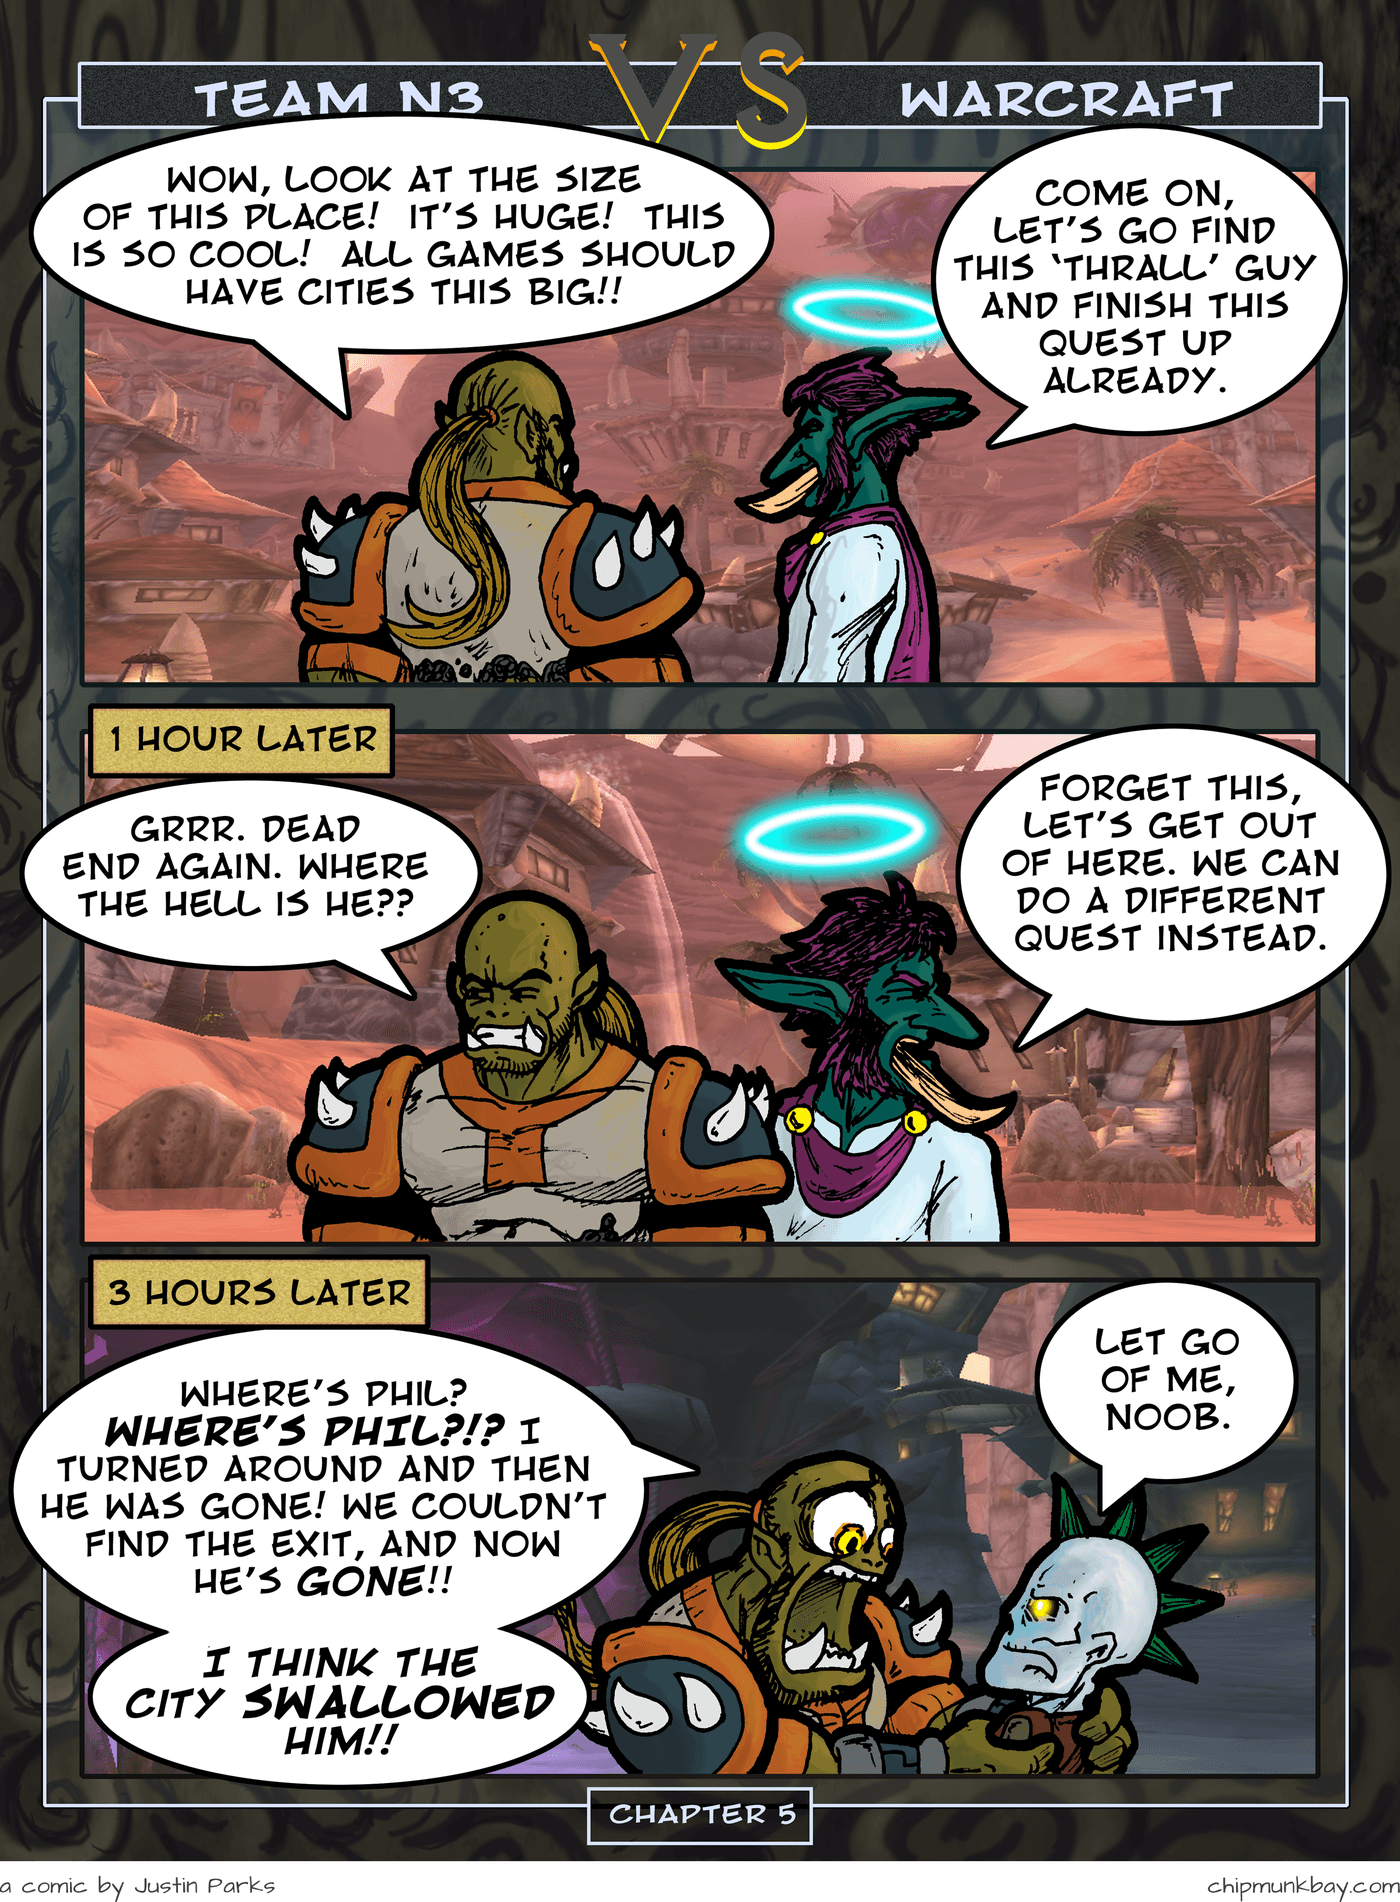 TEAM N3 VS WARCRAFT
WOW, LOOK AT THE SIZE
OF THIS PLACE! IT'S HUGE! THIS
IS SO COOL! ALL GAMES SHOULD
HAVE CITIES THIS BIG!!
COME ON,
LET'S GO FIND
THIS 'THRALL' GUY
AND FINISH THIS
QUEST UP
ALREADY.
1 HOUR LATER
GRRR. DEAD
END AGAIN. WHERE
THE HELL IS HE??
FORGET THIS,
LET'S GET OUT
OF HERE. WE CAN
DO A DIFFERENT
QUEST INSTEAD.
3 HOURS LATER
WHERE'S PHIL?
WHERE'S PHIL?!? I
TURNED AROUND AND THEN
HE WAS GONE! WE COULDN'T
FIND THE EXIT, AND NOW
HE'S GONE!!
I THINK THE
CITY SWALLOWED
HIM!!
LET GO
OF ME,
NOOB.
CHAPTER 5
a comic by Justin Parks
chipmunkbay.com